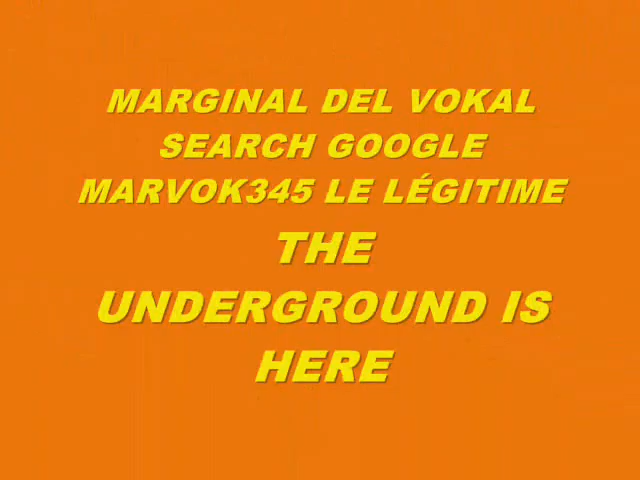 MARGINAL DEL VOKAL
SEARCH GOOGLE
MARVOK345 LE LÉGITIME
THE
UNDERGROUND IS
HERE